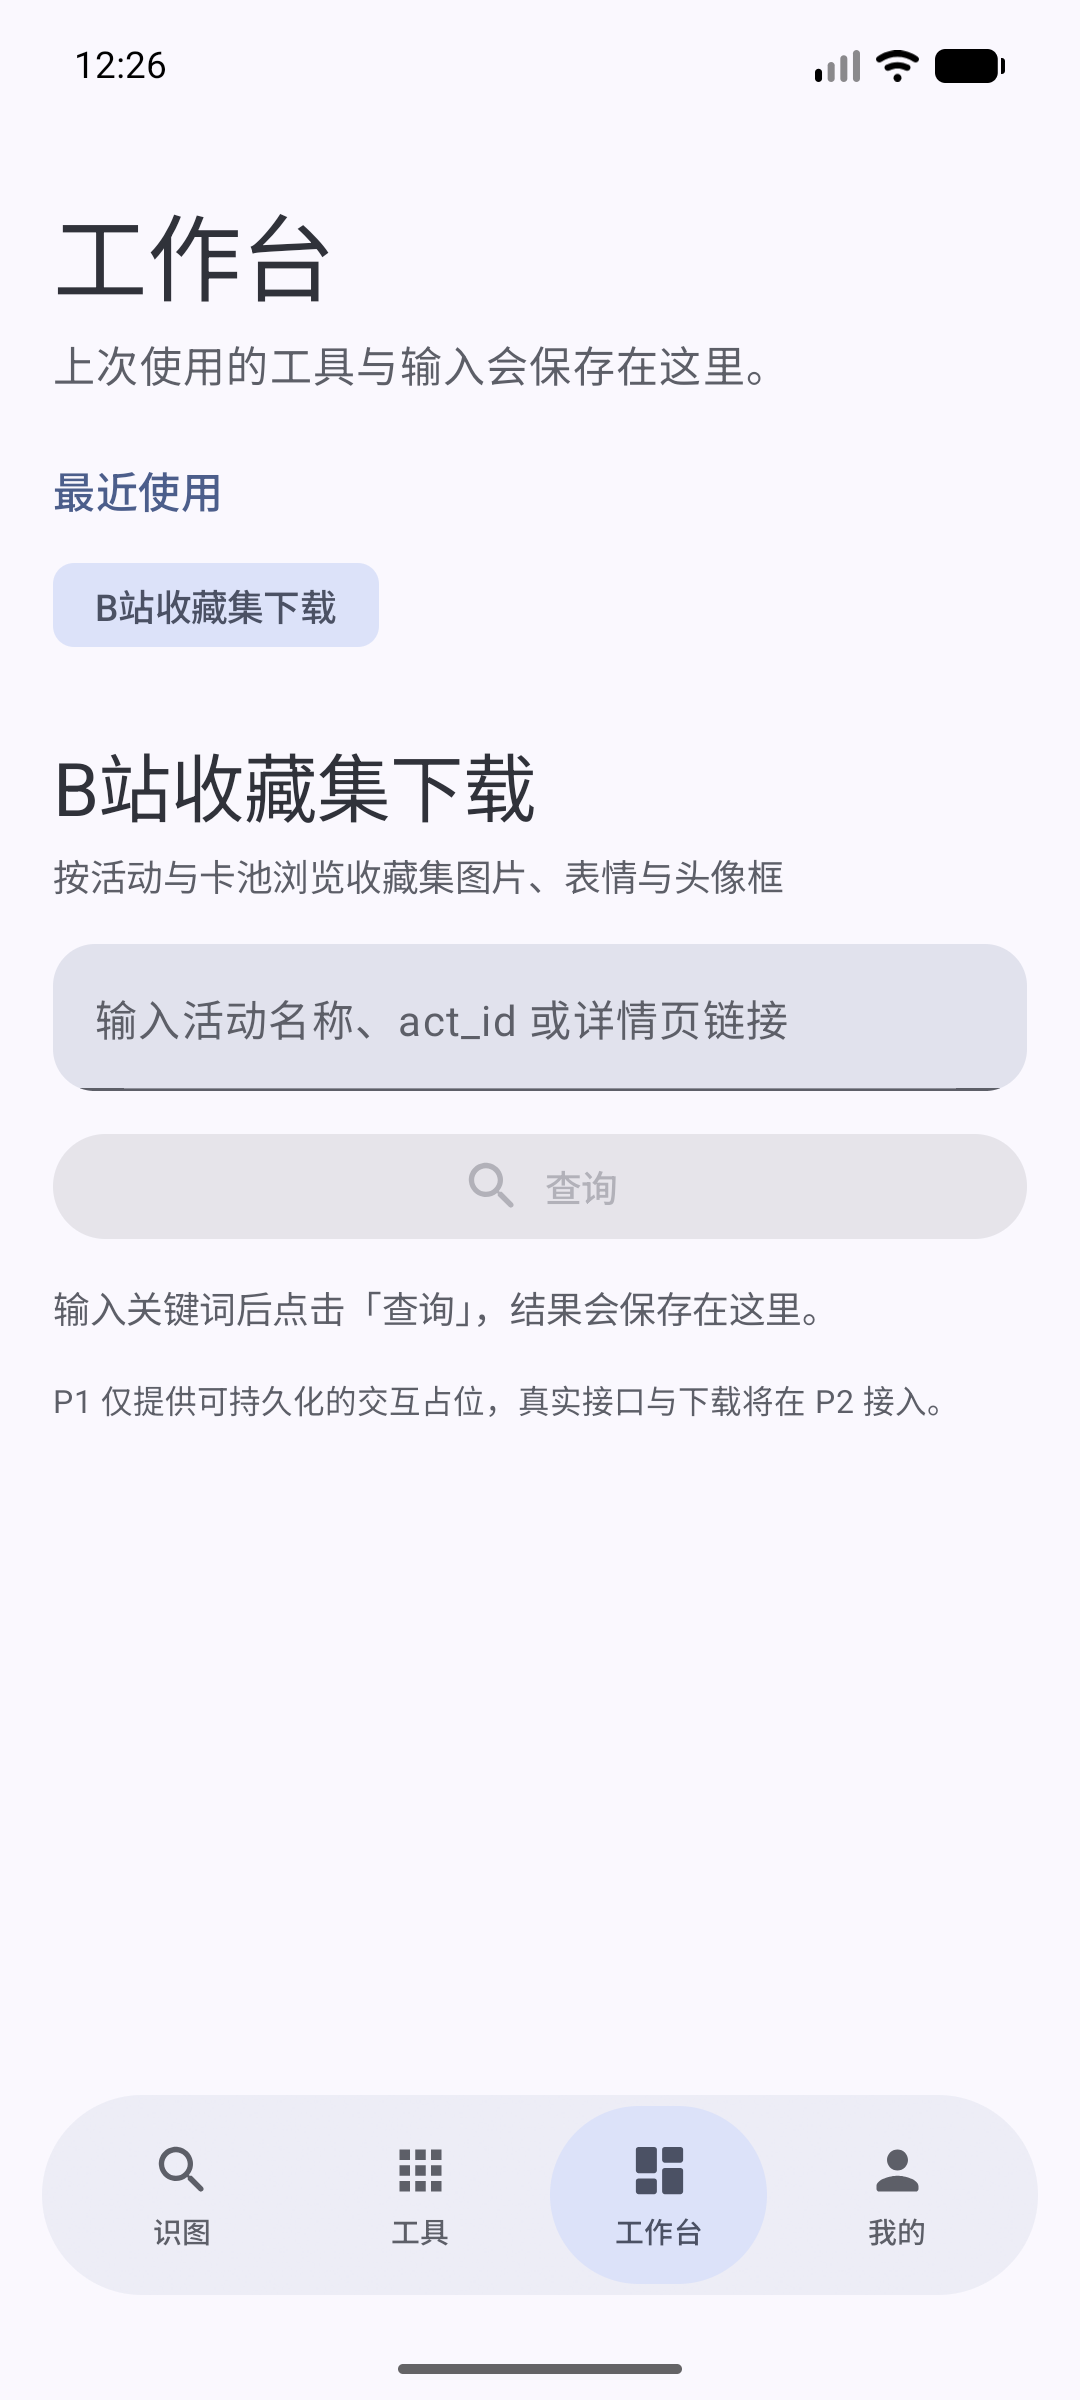 12:26
工作台
上次使用的工具与输入会保存在这里。
最近使用
B站收藏集下载
B站收藏集下载
按活动与卡池浏览收藏集图片、表情与头像框
输入活动名称、act_id 或详情页链接
查询
输入关键词后点击「查询」，结果会保存在这里。
P1 仅提供可持久化的交互占位，真实接口与下载将在 P2 接入。
识图
工具
工作台
我的